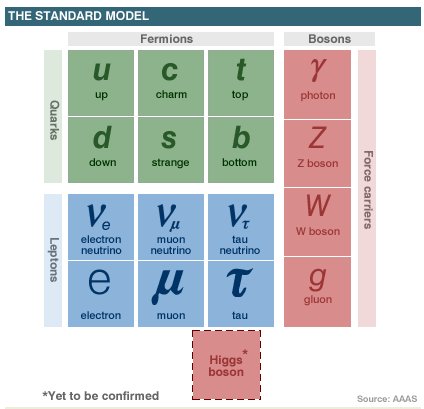 THE STANDARD MODEL
Fermions
Bosons
Quarks
u
up
c
charm
t
top
γ
photon
d
down
s
strange
b
bottom
Z
Z boson
Force carriers
Leptons
νe
electron
neutrino
νμ
muon
neutrino
ντ
tau
neutrino
W
W boson
e
electron
μ
muon
τ
tau
g
gluon
Higgs*
boson
*Yet to be confirmed
Source: AAAS